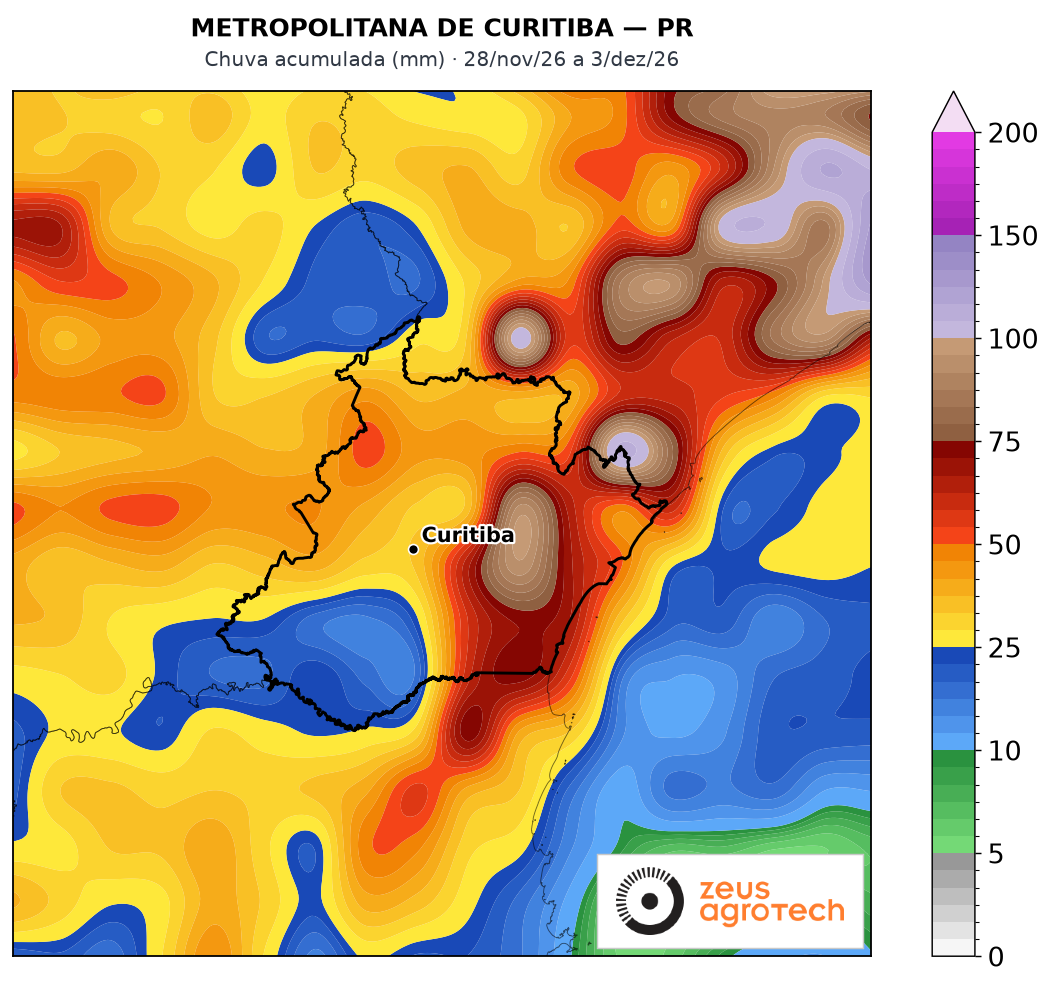 METROPOLITANA DE CURITIBA — PR
Chuva acumulada (mm) · 28/nov/26 a 3/dez/26
200
150
100
75
50
25
10
5
0
Curitiba
zeus
agrotech